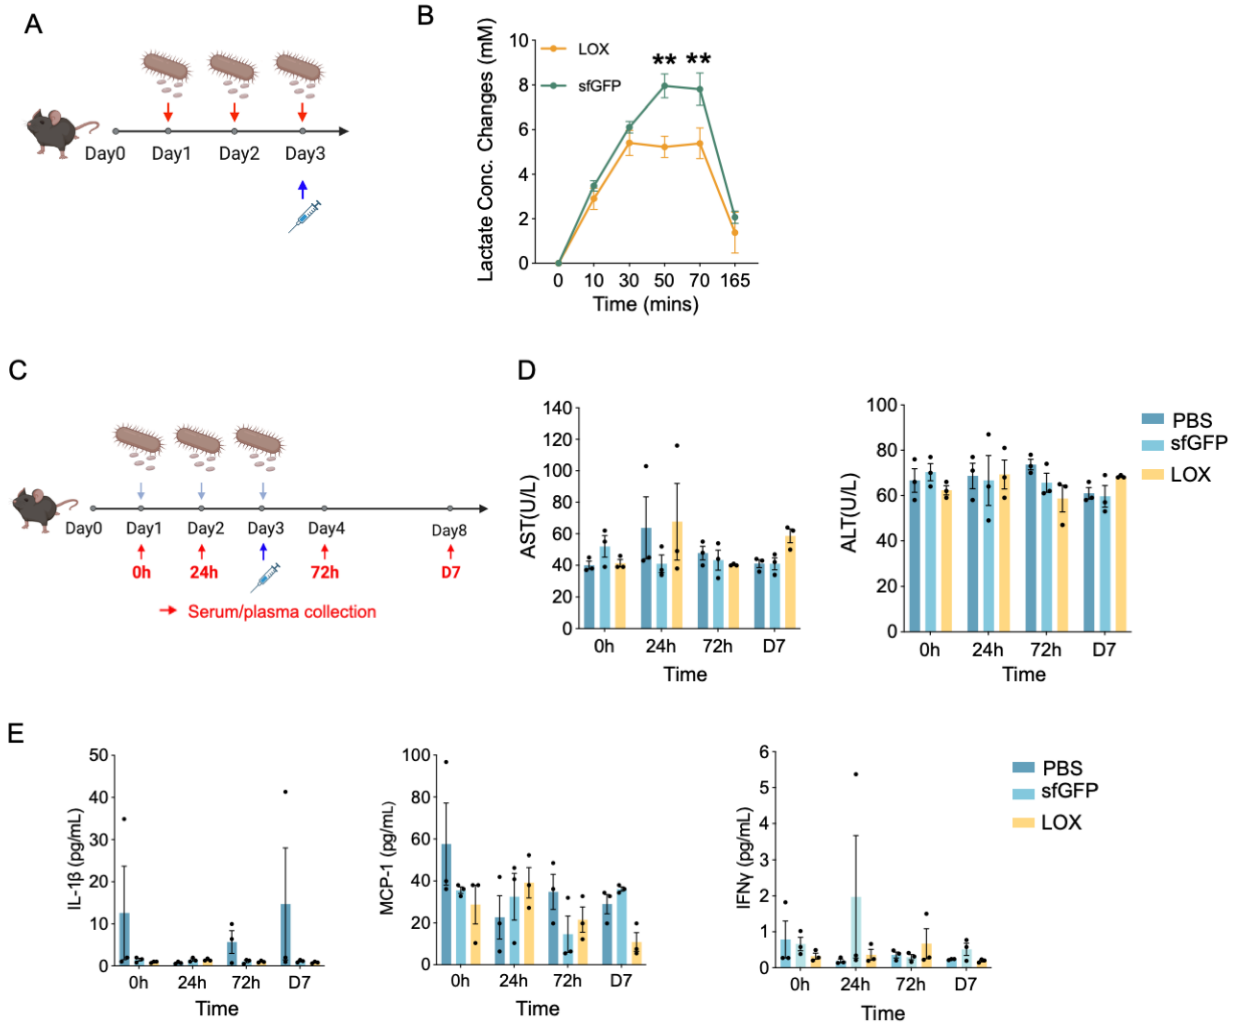 A
Day0 Day1 Day2 Day3
B
Lactate Conc. Changes (mM)
10
8
6
4
2
0
LOX
sfGFP
** **
0 10 30 50 70 165
Time (mins)
C
Day0 Day1 Day2 Day3 Day4 Day8
0h 24h 72h D7
Serum/plasma collection
D
AST(U/L)
140
120
100
80
60
40
20
0
0h 24h 72h D7
Time
ALT(U/L)
100
80
60
40
20
0
0h 24h 72h D7
Time
PBS
sfGFP
LOX
E
IL-1β (pg/mL)
50
40
30
20
10
0
0h 24h 72h D7
Time
MCP-1 (pg/mL)
100
80
60
40
20
0
0h 24h 72h D7
Time
IFNγ (pg/mL)
6
5
4
3
2
1
0
0h 24h 72h D7
Time
PBS
sfGFP
LOX